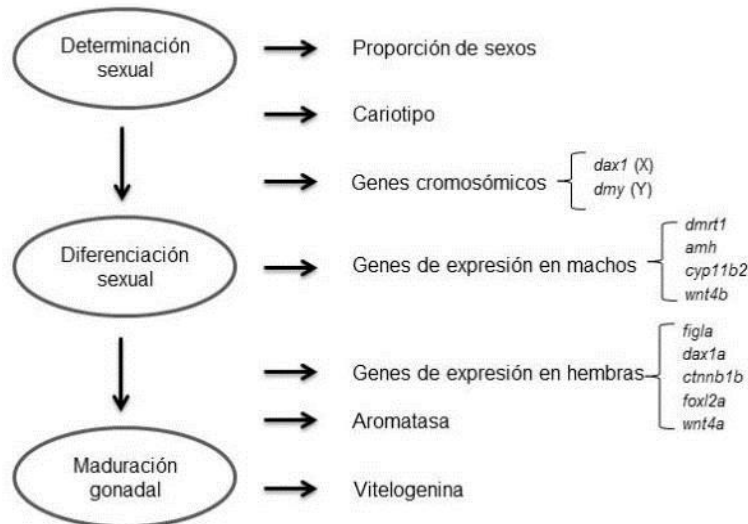 Determinación
sexual
Proporción de sexos
Cariotipo
Genes cromosómicos
dax1 (X)
dmy (Y)
Diferenciación
sexual
Genes de expresión en machos
dmrt1
amh
cyp11b2
wnt4b
Genes de expresión en hembras
figla
dax1a
ctnnb1b
foxl2a
wnt4a
Aromatasa
Maduración
gonadal
Vitelogenina